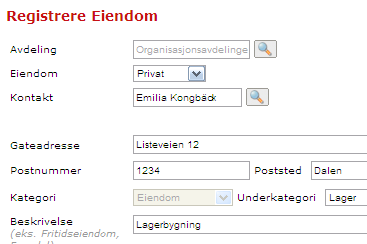 Registrere Eiendom
Avdeling Organisasjonsavdelinge
Eiendom Privat
Kontakt Emilia Kongbäck
Gateadresse Listeveien 12
Postnummer 1234 Poststed Dalen
Kategori Eiendom Underkategori Lager
Beskrivelse Lagerbygning
(eks. Fritidseiendom,